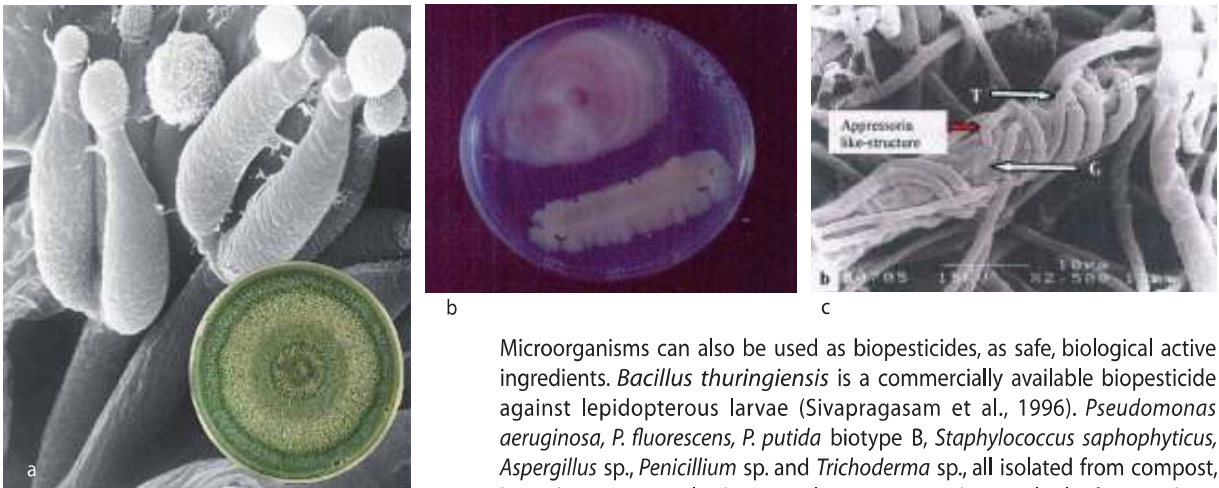 T
Appressoria
like-structure
G
b
10µm
a
b
c
Microorganisms can also be used as biopesticides, as safe, biological active
ingredients. Bacillus thuringiensis is a commercially available biopesticide
against lepidopterous larvae (Sivapragasam et al., 1996). Pseudomonas
aeruginosa, P. fluorescens, P. putida biotype B, Staphylococcus saphophyticus,
Aspergillus sp., Penicillium sp. and Trichoderma sp., all isolated from compost,